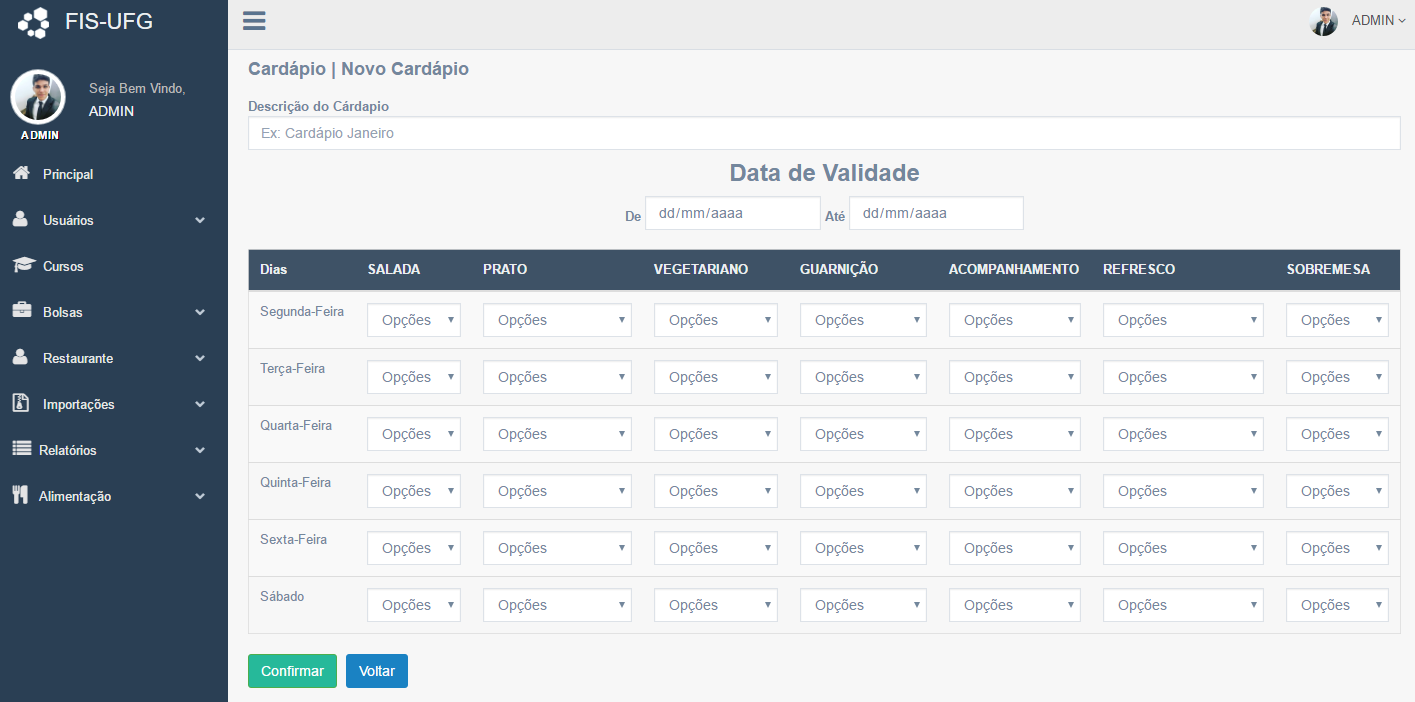 FIS-UFG
ADMIN
Seja Bem Vindo,
ADMIN
ADMIN
Principal
Usuários
Cursos
Bolsas
Restaurante
Importações
Relatórios
Alimentação
Cardápio | Novo Cardápio
Descrição do Cárdapio
Ex: Cardápio Janeiro
Data de Validade
De dd/mm/aaaa Até dd/mm/aaaa
Dias SALADA PRATO VEGETARIANO GUARNIÇÃO ACOMPANHAMENTO REFRESCO SOBREMESA
Segunda-Feira Opções Opções Opções Opções Opções Opções Opções
Terça-Feira Opções Opções Opções Opções Opções Opções Opções
Quarta-Feira Opções Opções Opções Opções Opções Opções Opções
Quinta-Feira Opções Opções Opções Opções Opções Opções Opções
Sexta-Feira Opções Opções Opções Opções Opções Opções Opções
Sábado Opções Opções Opções Opções Opções Opções Opções
Confirmar Voltar